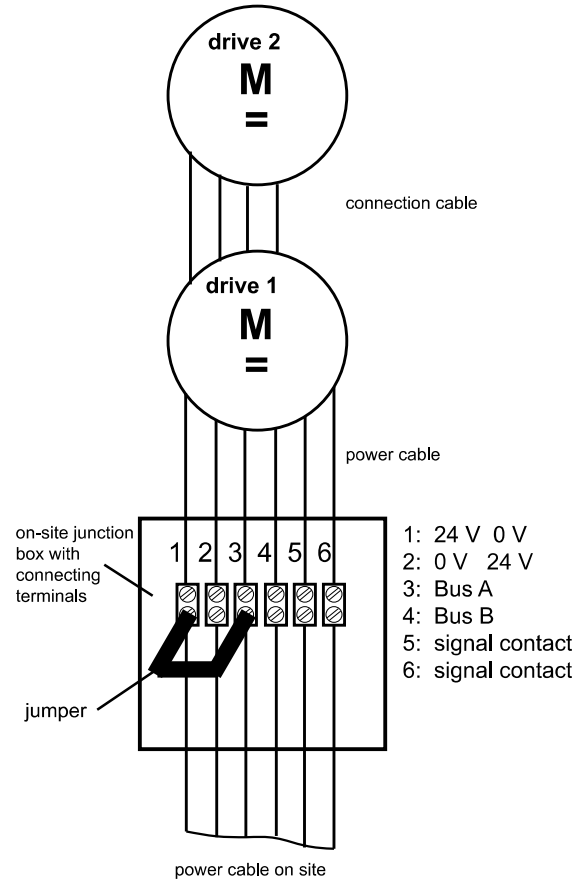 drive 2
M
=
connection cable
drive 1
M
=
power cable
on-site junction
box with
connecting
terminals
1 2 3 4 5 6
1: 24 V 0 V
2: 0 V 24 V
3: Bus A
4: Bus B
5: signal contact
6: signal contact
jumper
power cable on site